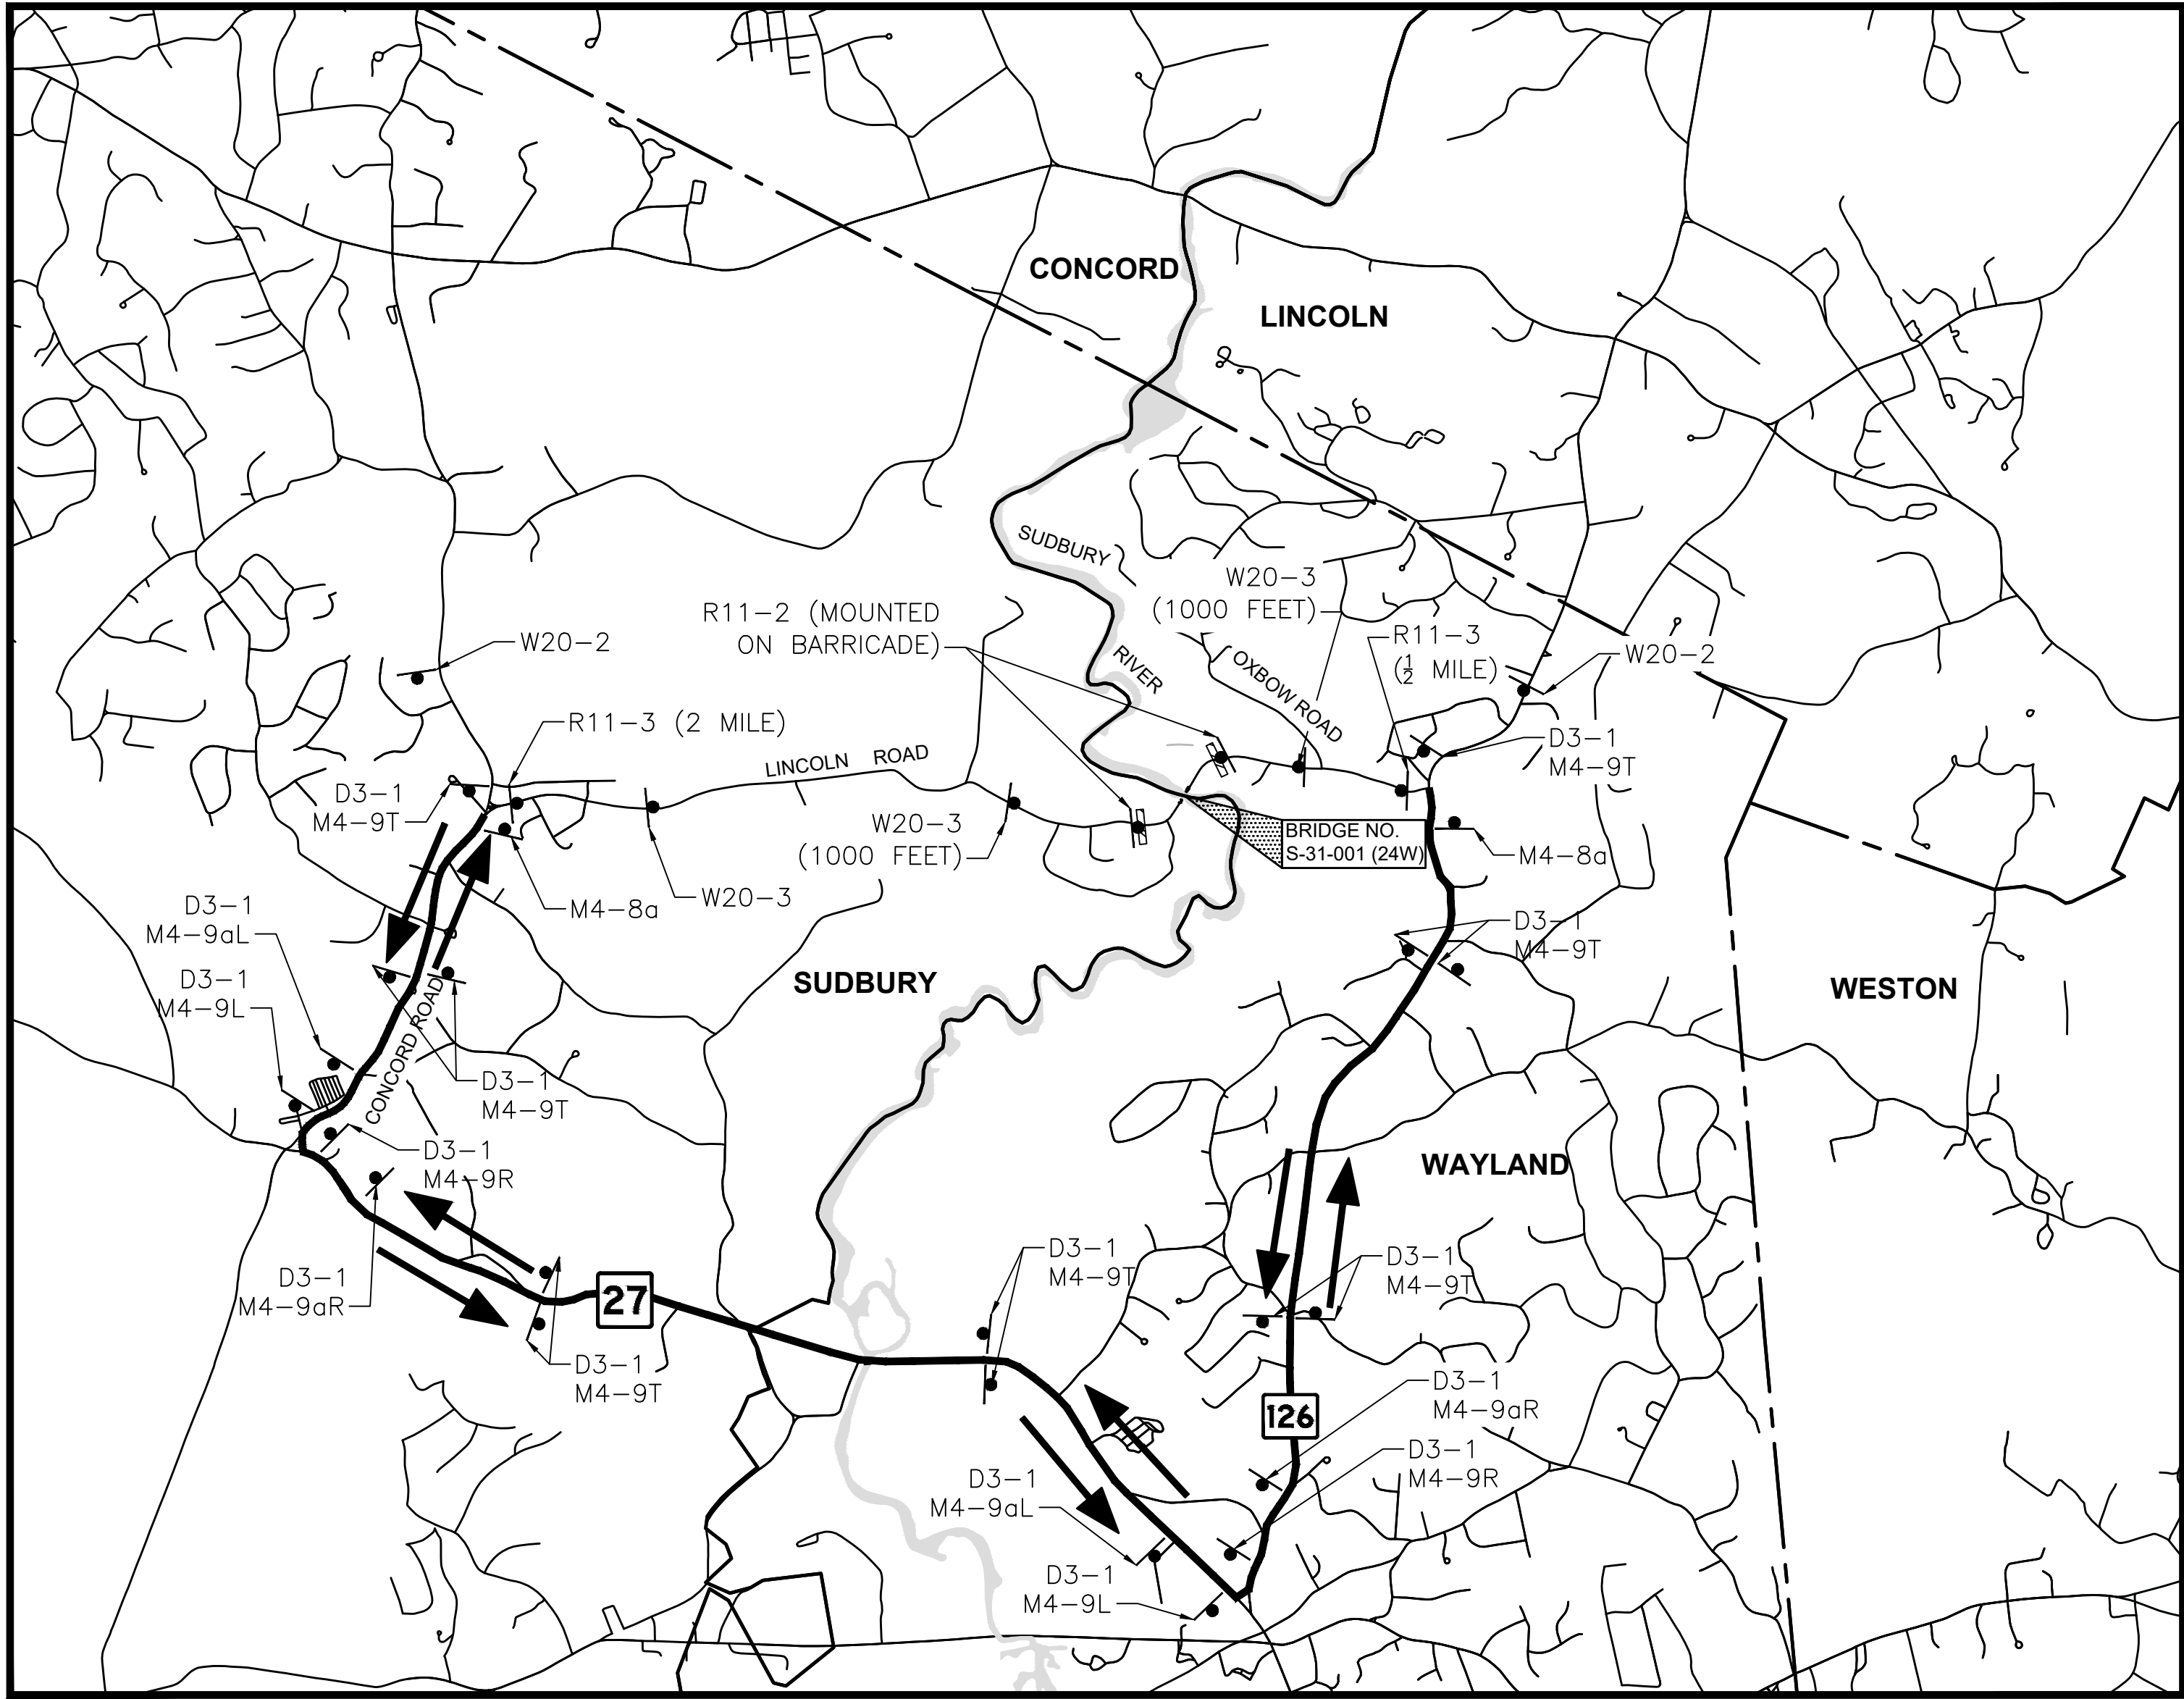 CONCORD
LINCOLN
SUDBURY
RIVER
W20-3
(1000 FEET)
R11-2 (MOUNTED
ON BARRICADE)
W20-2
R11-3
(1/2 MILE)
W20-2
OXBOW ROAD
R11-3 (2 MILE)
LINCOLN ROAD
D3-1
M4-9T
D3-1
M4-9T
W20-3
(1000 FEET)
BRIDGE NO.
S-31-001 (24W)
M4-8a
W20-3
M4-8a
D3-1
M4-9aL
D3-1
M4-9T
D3-1
M4-9L
SUDBURY
WESTON
CONCORD ROAD
D3-1
M4-9T
D3-1
M4-9R
WAYLAND
D3-1
M4-9aR
27
D3-1
M4-9T
D3-1
M4-9T
D3-1
M4-9T
126
D3-1
M4-9aR
D3-1
M4-9R
D3-1
M4-9aL
D3-1
M4-9L